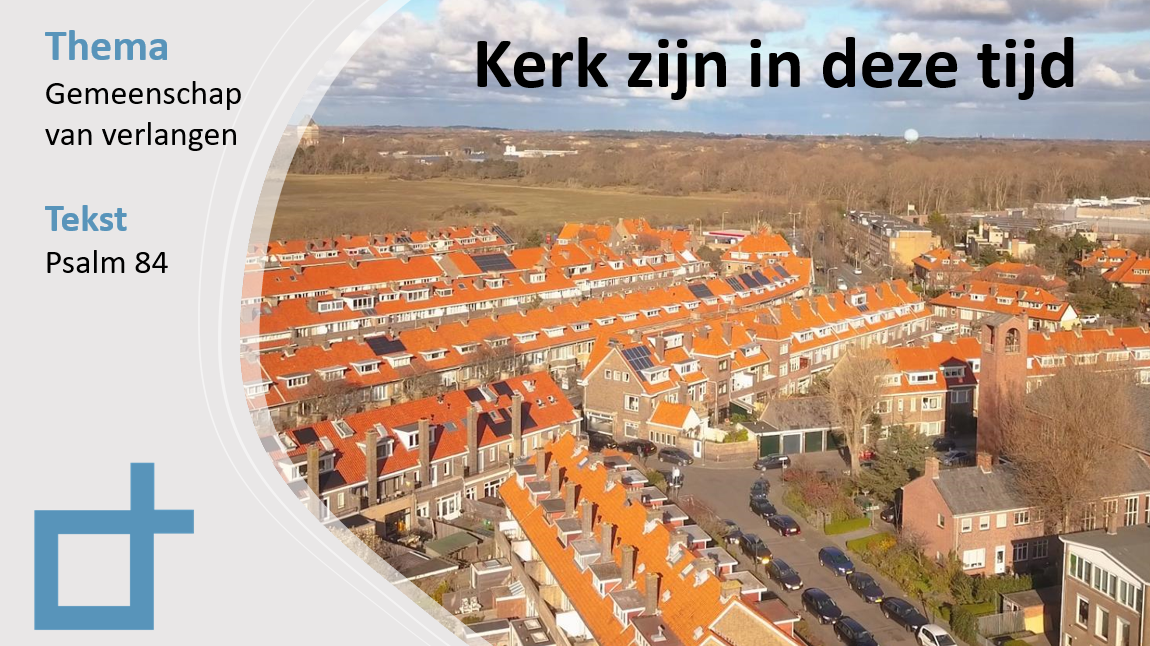 Thema
Gemeenschap
van verlangen
Tekst
Psalm 84
Kerk zijn in deze tijd